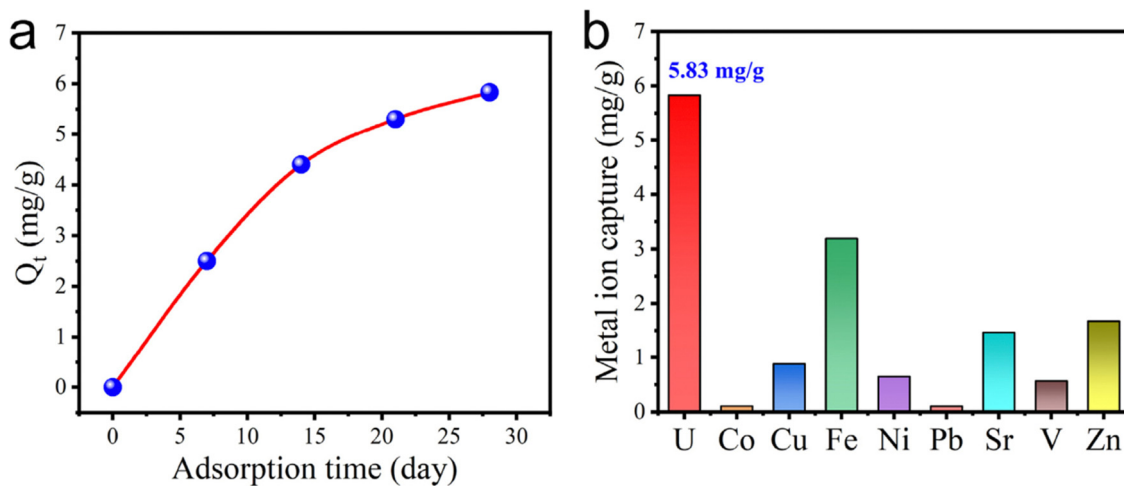 a
7
6
5
4
3
2
1
0
Qt (mg/g)
0 5 10 15 20 25 30
Adsorption time (day)
b
7
6
5
4
3
2
1
0
Metal ion capture (mg/g)
5.83 mg/g
U Co Cu Fe Ni Pb Sr V Zn